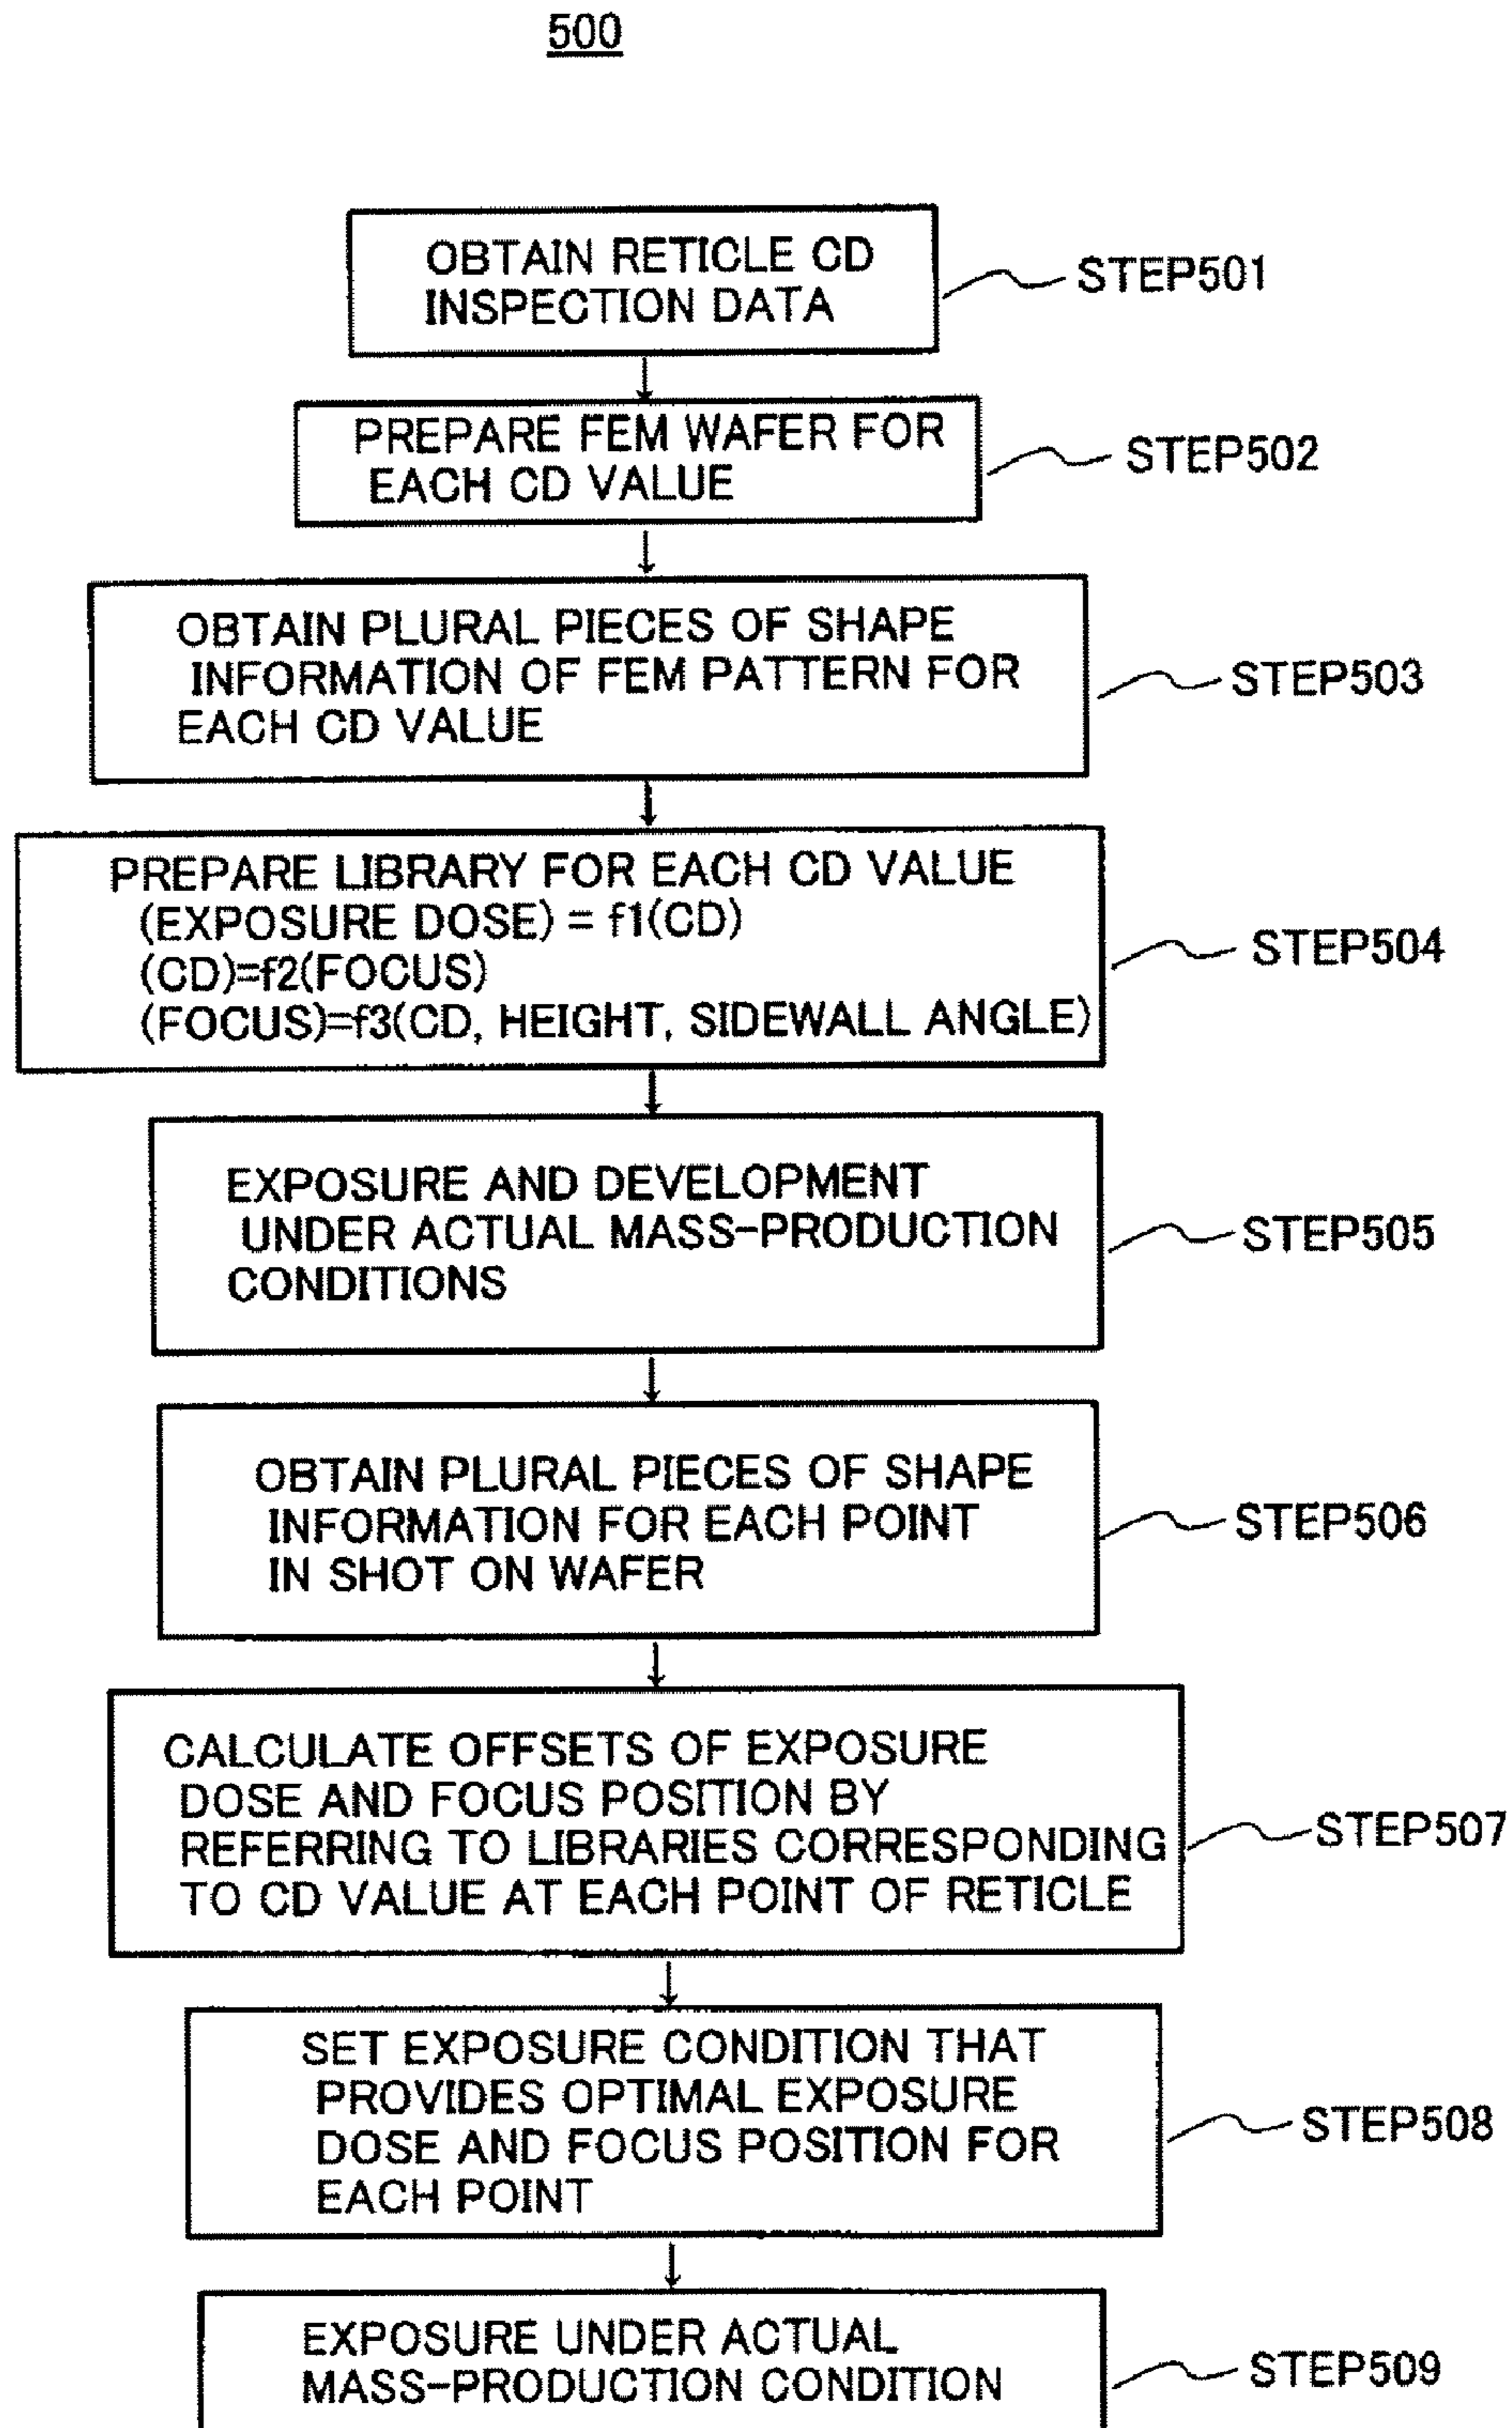 500
OBTAIN RETICLE CD
INSPECTION DATA
STEP501
PREPARE FEM WAFER FOR
EACH CD VALUE
STEP502
OBTAIN PLURAL PIECES OF SHAPE
INFORMATION OF FEM PATTERN FOR
EACH CD VALUE
STEP503
PREPARE LIBRARY FOR EACH CD VALUE
(EXPOSURE DOSE) = f1(CD)
(CD)=f2(FOCUS)
(FOCUS)=f3(CD, HEIGHT, SIDEWALL ANGLE)
STEP504
EXPOSURE AND DEVELOPMENT
UNDER ACTUAL MASS-PRODUCTION
CONDITIONS
STEP505
OBTAIN PLURAL PIECES OF SHAPE
INFORMATION FOR EACH POINT
IN SHOT ON WAFER
STEP506
CALCULATE OFFSETS OF EXPOSURE
DOSE AND FOCUS POSITION BY
REFERRING TO LIBRARIES CORRESPONDING
TO CD VALUE AT EACH POINT OF RETICLE
STEP507
SET EXPOSURE CONDITION THAT
PROVIDES OPTIMAL EXPOSURE
DOSE AND FOCUS POSITION FOR
EACH POINT
STEP508
EXPOSURE UNDER ACTUAL
MASS-PRODUCTION CONDITION
STEP509